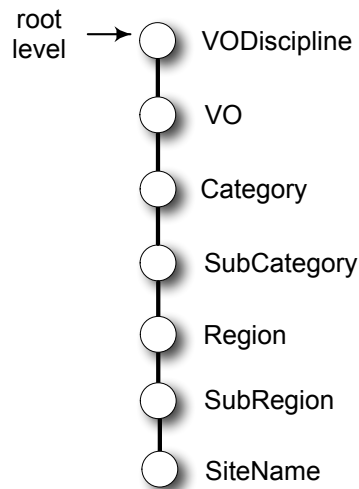 root
level
VODiscipline
VO
Category
SubCategory
Region
SubRegion
SiteName